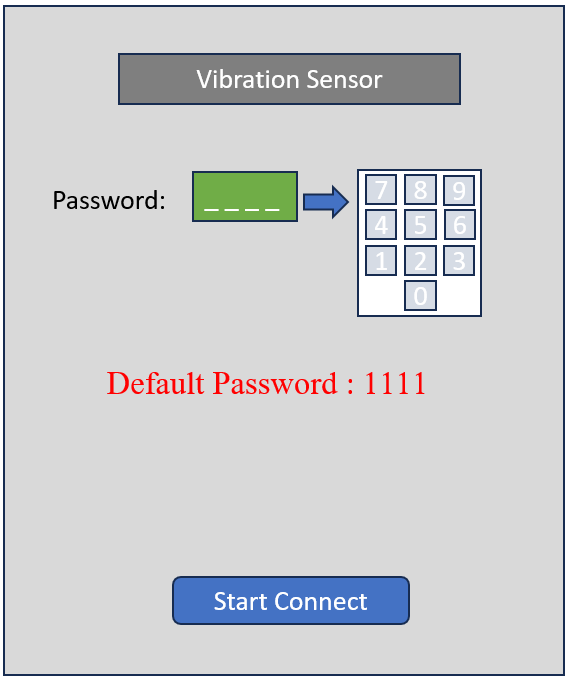 Vibration Sensor
Password: _ _ _ _
7 8 9
4 5 6
1 2 3
0
Default Password : 1111
Start Connect